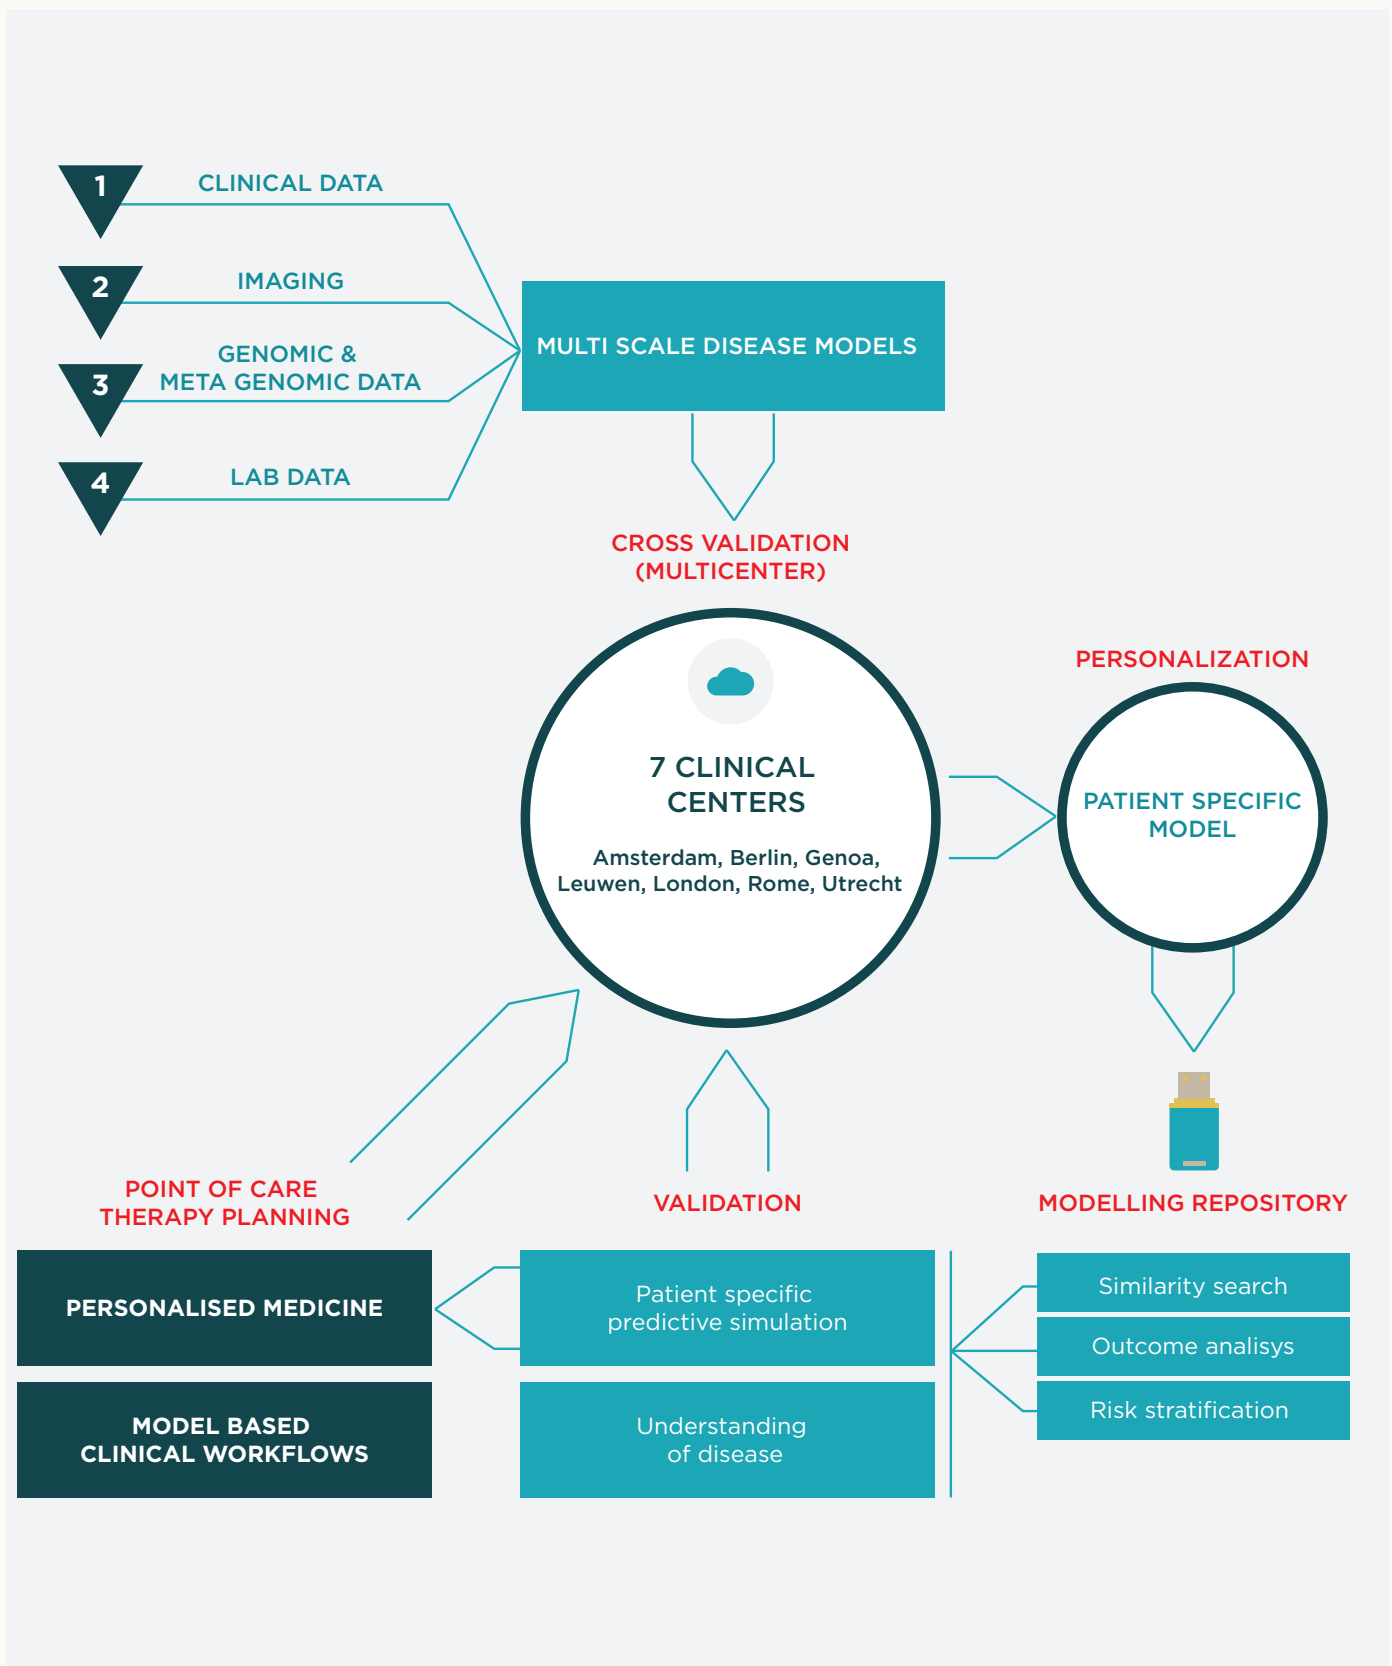 1
CLINICAL DATA
2
IMAGING
3
GENOMIC &
META GENOMIC DATA
4
LAB DATA
MULTI SCALE DISEASE MODELS
CROSS VALIDATION
(MULTICENTER)
7 CLINICAL
CENTERS
Amsterdam, Berlin, Genoa,
Leuwen, London, Rome, Utrecht
PERSONALIZATION
PATIENT SPECIFIC
MODEL
POINT OF CARE
THERAPY PLANNING
PERSONALISED MEDICINE
MODEL BASED
CLINICAL WORKFLOWS
VALIDATION
Patient specific
predictive simulation
Understanding
of disease
MODELLING REPOSITORY
Similarity search
Outcome analisys
Risk stratification